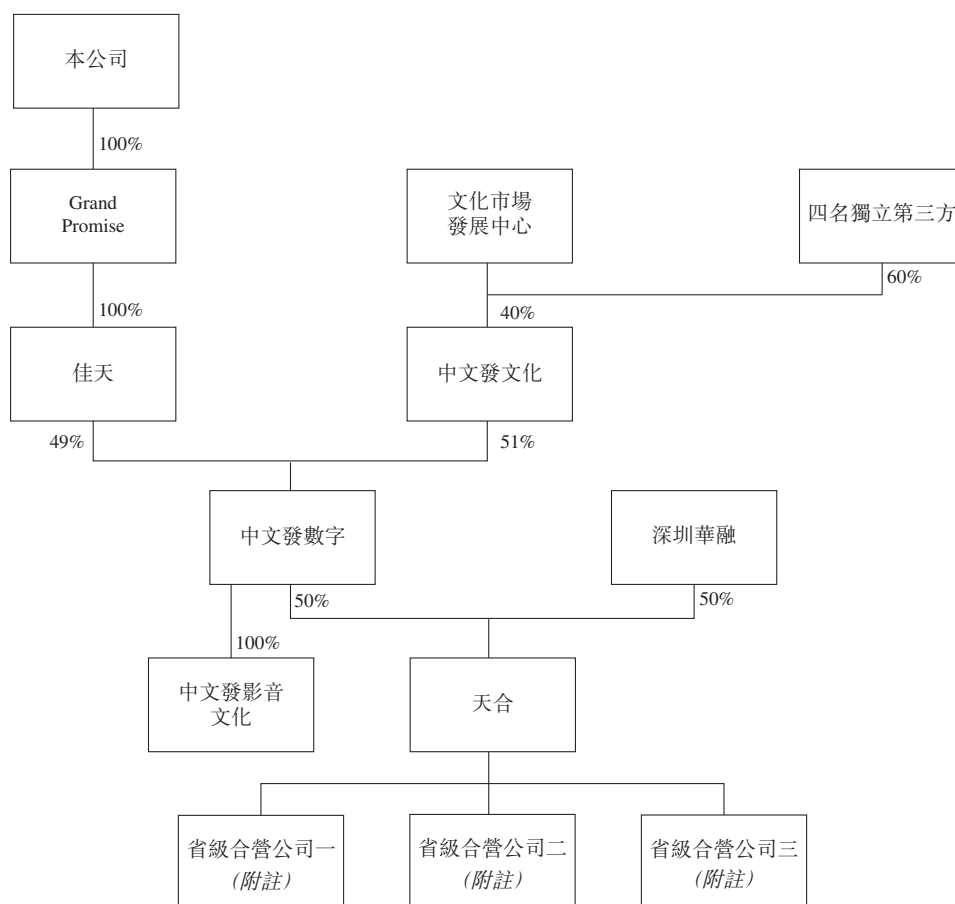 本公司
100%
Grand
Promise
文化市場
發展中心
四名獨立第三方
60%
100%
40%
佳天
中文發文化
49%
51%
中文發數字
深圳華融
50%
50%
100%
中文發影音
文化
天合
省級合營公司一
(附註)
省級合營公司二
(附註)
省級合營公司三
(附註)